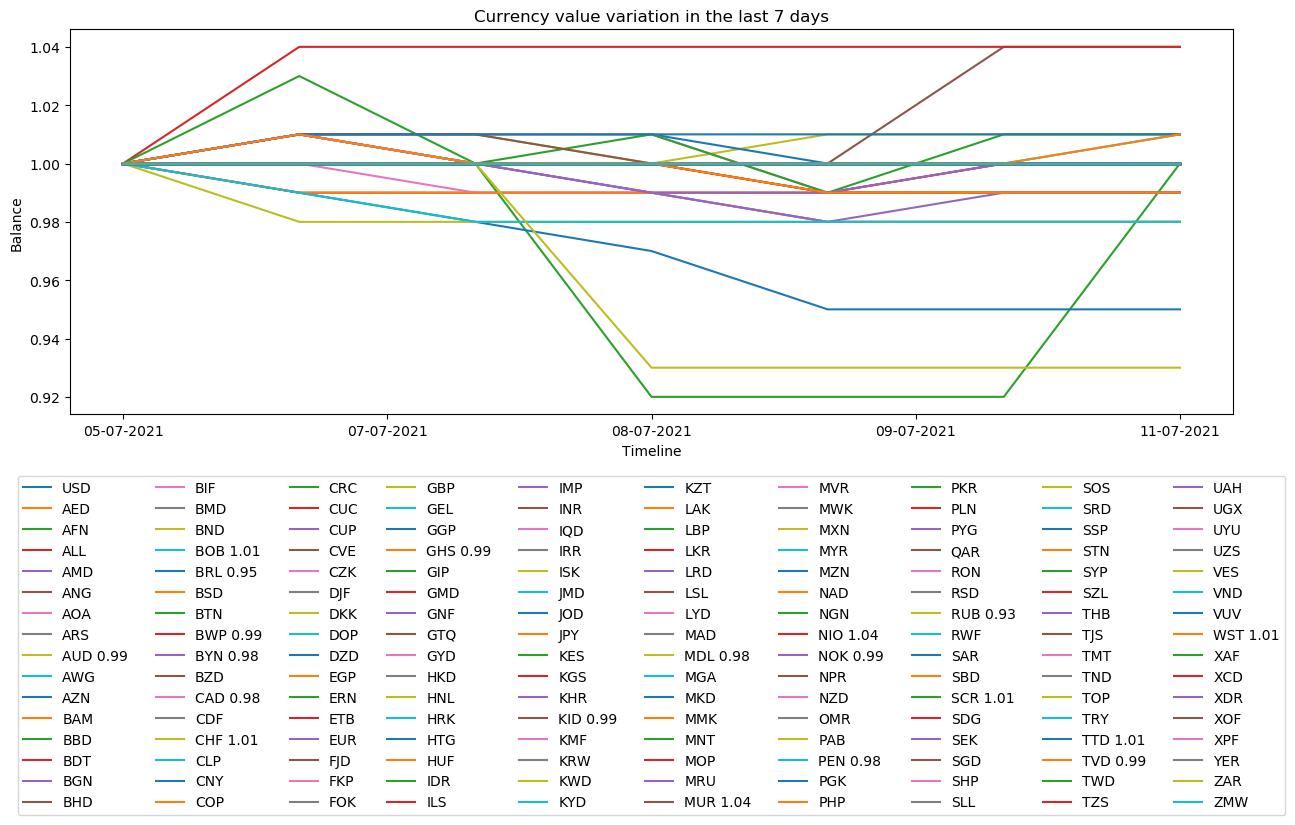 Currency value variation in the last 7 days
Balance
1.04
1.02
1.00
0.98
0.96
0.94
0.92
05-07-2021 07-07-2021 08-07-2021 09-07-2021 11-07-2021
Timeline
USD BIF CRC GBP IMP KZT MVR PKR SOS UAH
AED BMD CUC GEL INR LAK MWK PLN SRD UGX
AFN BND CUP GGP IQD LBP MXN PYG SSP UYU
ALL BOB 1.01 CVE GHS 0.99 IRR LKR MYR QAR STN UZS
AMD BRL 0.95 CZK GIP ISK LRD MZN RON SYP VES
ANG BSD DJF GMD JMD LSL NAD RSD SZL VND
AOA BTN DKK GNF JOD LYD NGN RUB 0.93 THB VUV
ARS BWP 0.99 DOP GTQ JPY MAD NIO 1.04 RWF TJS WST 1.01
AUD 0.99 BYN 0.98 DZD GYD KES MDL 0.98 NOK 0.99 SAR TMT XAF
AWG BZD EGP HKD KGS MGA NPR SBD TND XCD
AZN CAD 0.98 ERN HNL KHR MKD NZD SCR 1.01 TOP XDR
BAM CDF ETB HRK KID 0.99 MMK OMR SDG TRY XOF
BBD CHF 1.01 EUR HTG KMF MNT PAB SEK TTD 1.01 XPF
BDT CLP FJD HUF KRW MOP PEN 0.98 SGD TVD 0.99 YER
BGN CNY FKP IDR KWD MRU PGK SHP TWD ZAR
BHD COP FOK ILS KYD MUR 1.04 PHP SLL TZS ZMW